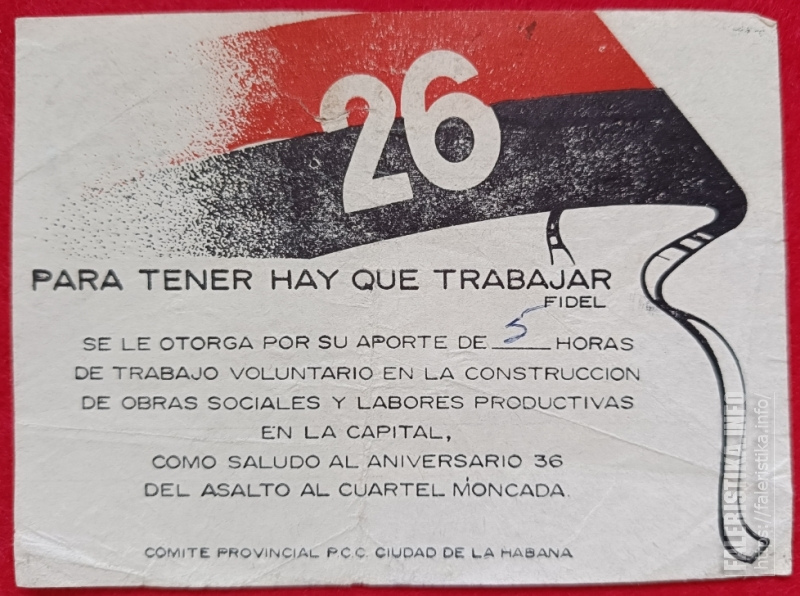 26
PARA TENER HAY QUE TRABAJAR
FIDEL
SE LE OTORGA POR SU APORTE DE 5 HORAS
DE TRABAJO VOLUNTARIO EN LA CONSTRUCCION
DE OBRAS SOCIALES Y LABORES PRODUCTIVAS
EN LA CAPITAL,
COMO SALUDO AL ANIVERSARIO 36
DEL ASALTO AL CUARTEL MONCADA.
COMITE PROVINCIAL P.C.C. CIUDAD DE LA HABANA
FALERISTIKA.INFO
https://faleristika.info/